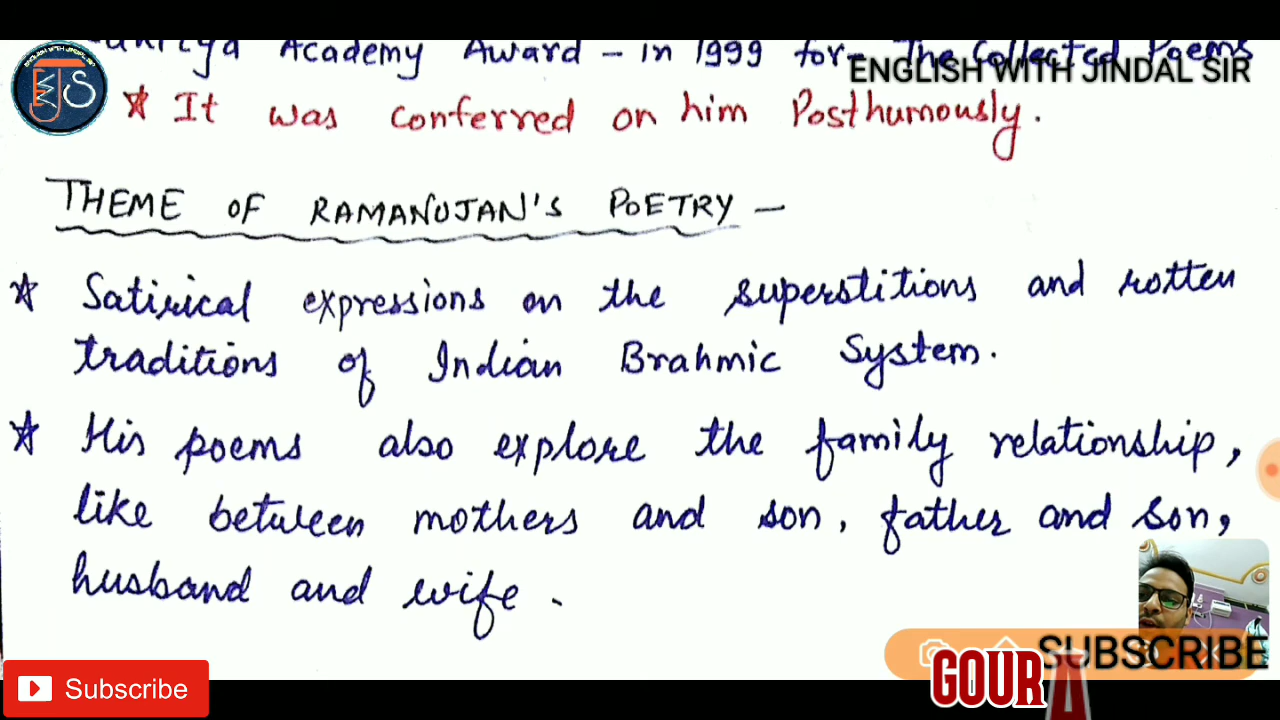 Academy Award - in 1999 for- The Collected Poems
ENGLISH WITH JINDAL SIR
EJS
☆ It was conferred on him Posthumously.
THEME OF RAMANUJAN'S POETRY -
☆ Satirical expressions on the superstitions and rotten
traditions of Indian Brahmic System.
☆ His poems also explore the family relationship,
like between mothers and son, father and son,
husband and wife.
SUBSCRIBE
GOURA
Subscribe